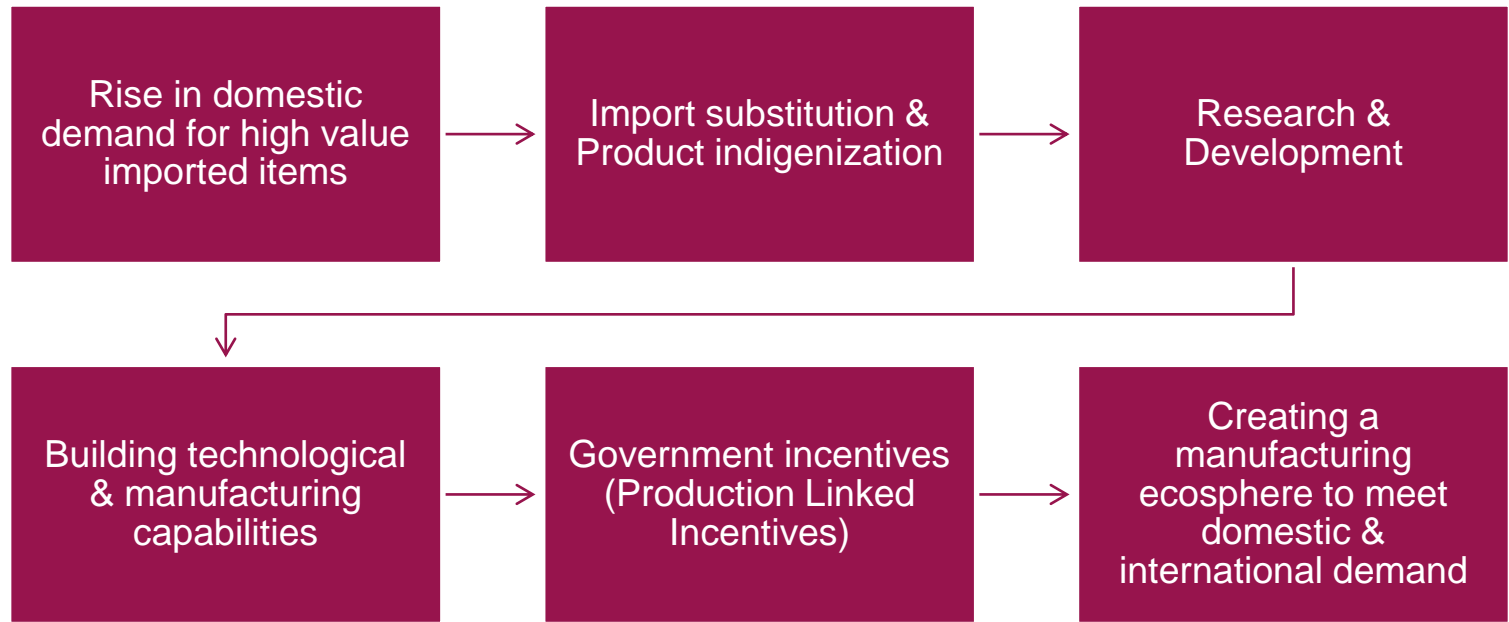 Rise in domestic
demand for high value
imported items
Import substitution &
Product indigenization
Research &
Development
Building technological
& manufacturing
capabilities
Government incentives
(Production Linked
Incentives)
Creating a
manufacturing
ecosphere to meet
domestic &
international demand